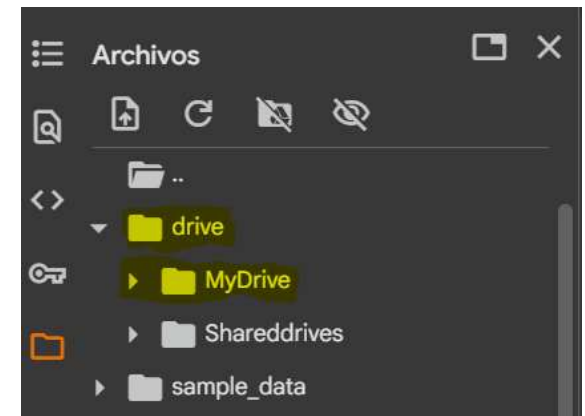 Archivos
..
drive
MyDrive
Shareddrives
sample_data